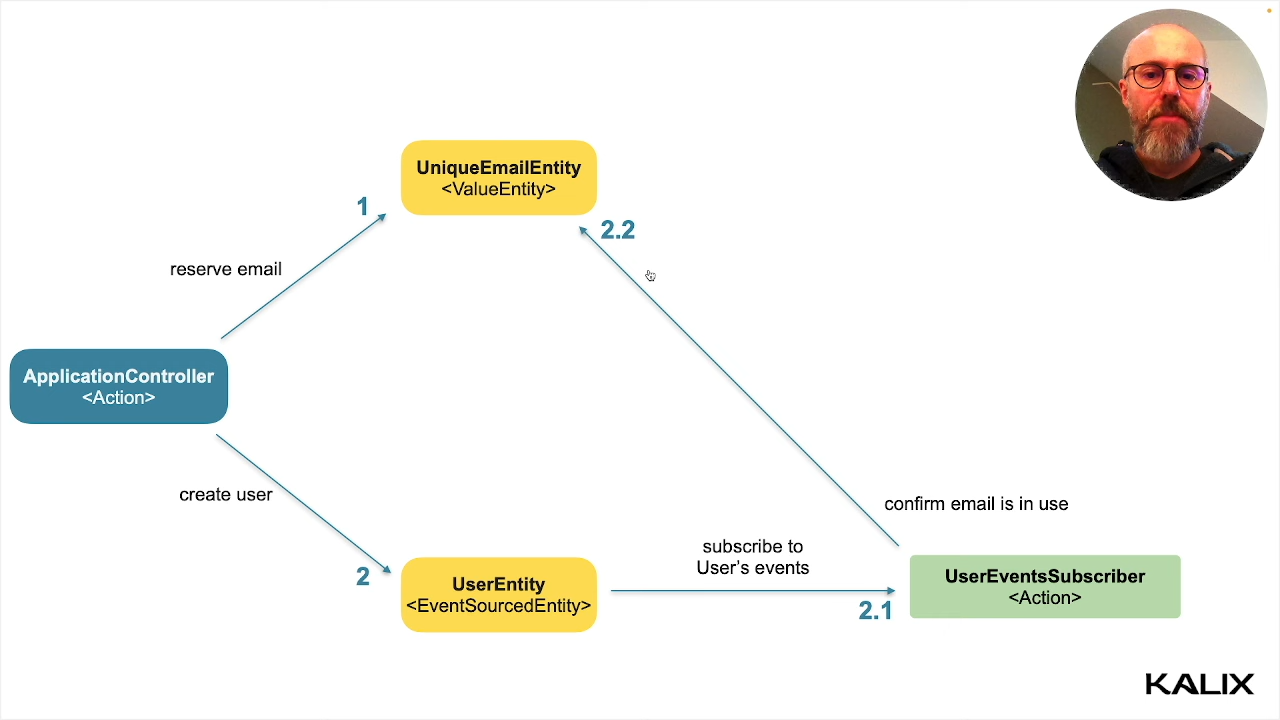 UniqueEmailEntity
<ValueEntity>
1
2.2
reserve email
ApplicationController
<Action>
create user
confirm email is in use
subscribe to
User's events
2
UserEntity
<EventSourcedEntity>
2.1
UserEventsSubscriber
<Action>
KALIX